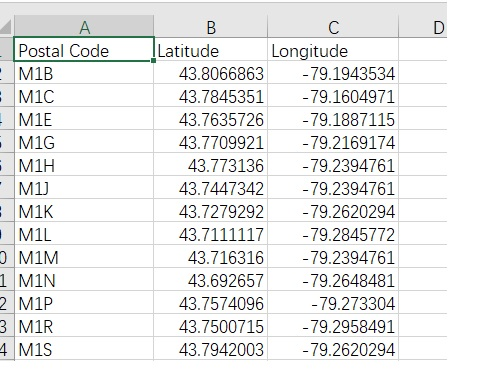 A B C D
Postal Code Latitude Longitude
M1B 43.8066863 -79.1943534
M1C 43.7845351 -79.1604971
M1E 43.7635726 -79.1887115
M1G 43.7709921 -79.2169174
M1H 43.773136 -79.2394761
M1J 43.7447342 -79.2394761
M1K 43.7279292 -79.2620294
M1L 43.7111117 -79.2845772
M1M 43.716316 -79.2394761
M1N 43.692657 -79.2648481
M1P 43.7574096 -79.273304
M1R 43.7500715 -79.2958491
M1S 43.7942003 -79.2620294